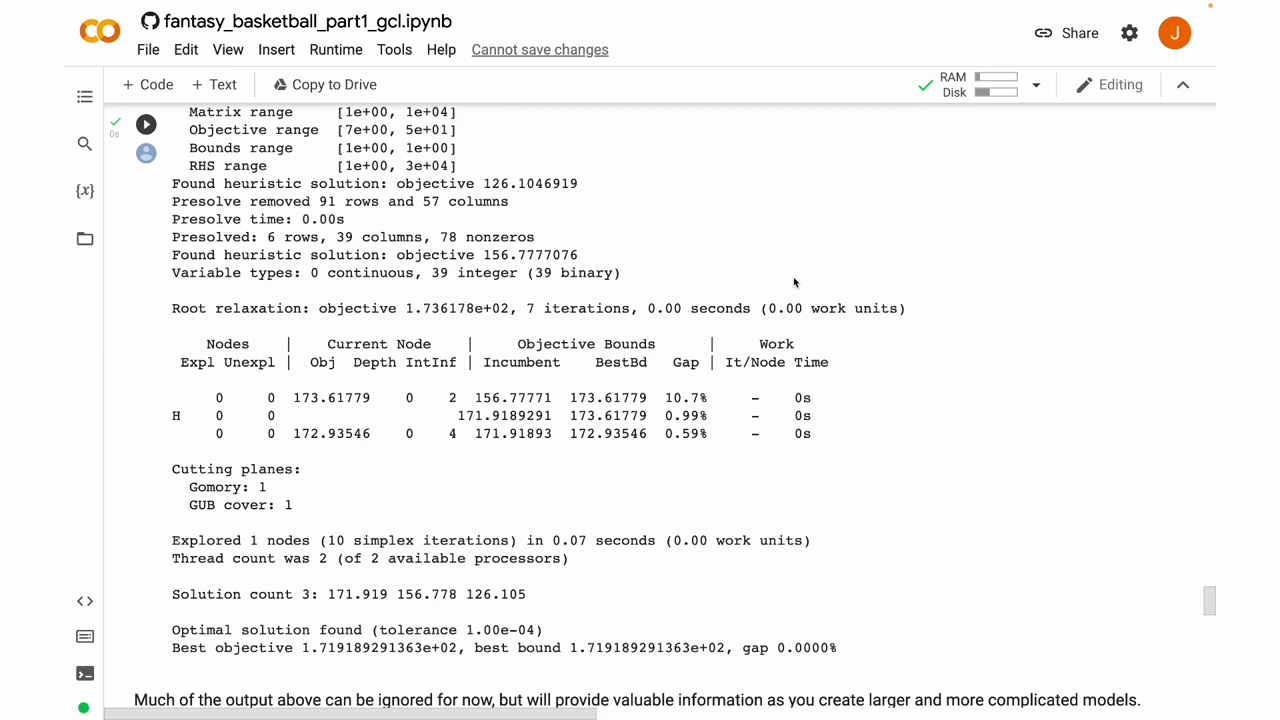 fantasy_basketball_part1_gcl.ipynb
File Edit View Insert Runtime Tools Help Cannot save changes
Share
J
+ Code + Text Copy to Drive
RAM
Disk
Editing
0s
Matrix range [1e+00, 1e+04]
Objective range [7e+00, 5e+01]
Bounds range [1e+00, 1e+00]
RHS range [1e+00, 3e+04]
Found heuristic solution: objective 126.1046919
Presolve removed 91 rows and 57 columns
Presolve time: 0.00s
Presolved: 6 rows, 39 columns, 78 nonzeros
Found heuristic solution: objective 156.7777076
Variable types: 0 continuous, 39 integer (39 binary)
Root relaxation: objective 1.736178e+02, 7 iterations, 0.00 seconds (0.00 work units)
Nodes | Current Node | Objective Bounds | Work
Expl Unexpl | Obj Depth IntInf | Incumbent BestBd Gap | It/Node Time
0 0 173.61779 0 2 156.77771 173.61779 10.7% - 0s
H 0 0 171.9189291 173.61779 0.99% - 0s
0 0 172.93546 0 4 171.91893 172.93546 0.59% - 0s
Cutting planes:
Gomory: 1
GUB cover: 1
Explored 1 nodes (10 simplex iterations) in 0.07 seconds (0.00 work units)
Thread count was 2 (of 2 available processors)
Solution count 3: 171.919 156.778 126.105
Optimal solution found (tolerance 1.00e-04)
Best objective 1.719189291363e+02, best bound 1.719189291363e+02, gap 0.0000%
Much of the output above can be ignored for now, but will provide valuable information as you create larger and more complicated models.